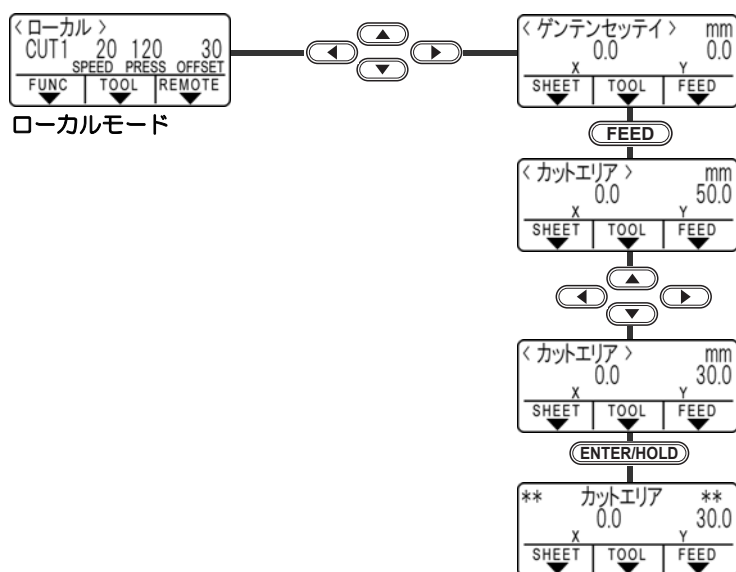 < ローカル >
CUT1 20 120 30
SPEED PRESS OFFSET
FUNC TOOL REMOTE
ローカルモード
< ゲンテンセッテイ > mm
0.0 0.0
X Y
SHEET TOOL FEED
FEED
< カットエリア > mm
0.0 50.0
X Y
SHEET TOOL FEED
< カットエリア > mm
0.0 30.0
X Y
SHEET TOOL FEED
ENTER/HOLD
** カットエリア **
0.0 30.0
X Y
SHEET TOOL FEED